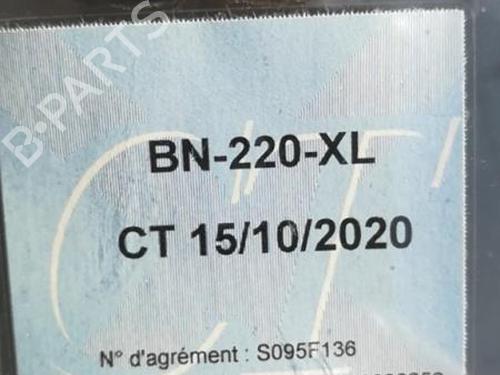 B-PARTS
BN-220-XL
CT 15/10/2020
N° d'agrément : S095F136